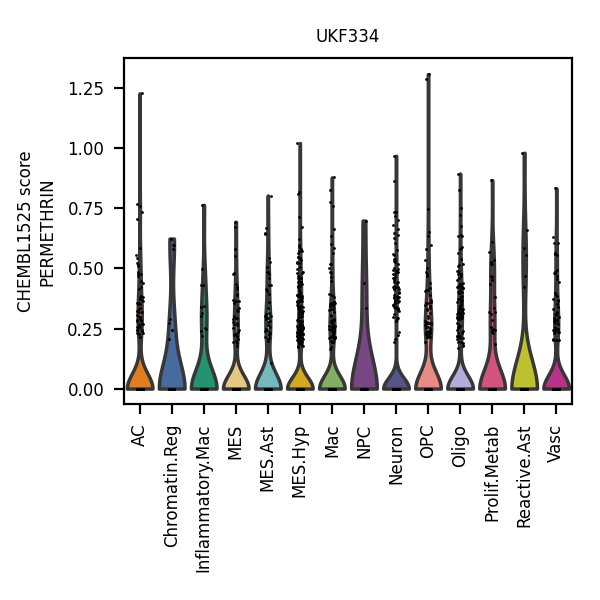 UKF334
CHEMBL1525 score
PERMETHRIN
1.25
1.00
0.75
0.50
0.25
0.00
AC
Chromatin.Reg
Inflammatory.Mac
MES
MES.Ast
MES.Hyp
Mac
NPC
Neuron
OPC
Oligo
Prolif.Metab
Reactive.Ast
Vasc